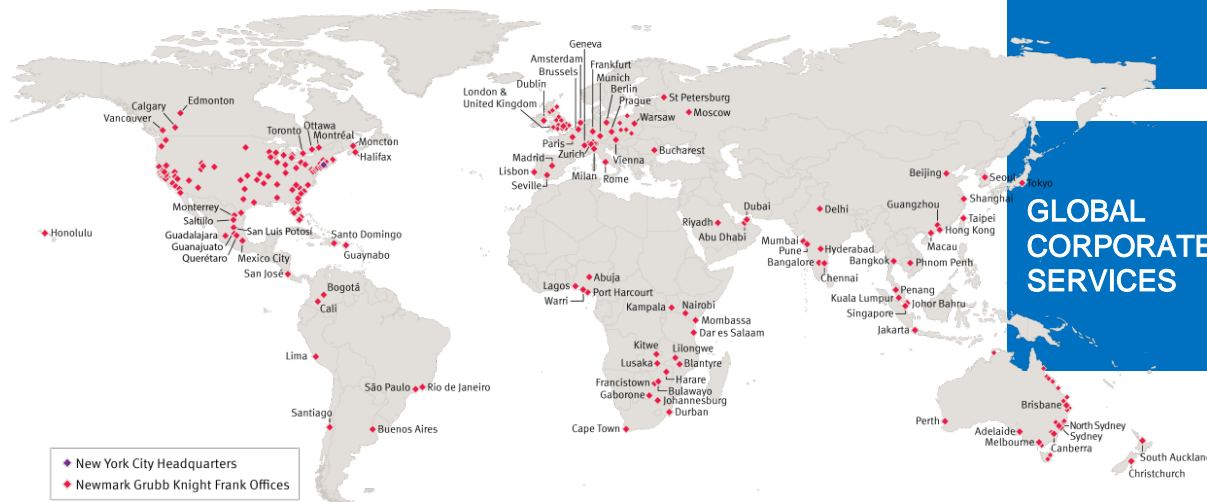 Geneva
Amsterdam
Frankfurt
Brussels
Munich
Dublin
Berlin
London &
United Kingdom
Prague
St Petersburg
Moscow
Warsaw
Paris
Zurich
Bucharest
Vienna
Madrid
Lisbon
Milan
Rome
Seville
Edmonton
Calgary
Vancouver
Ottawa
Toronto
Montréal
Moncton
Halifax
Monterrey
Saltillo
San Luis Potosí
Guadalajara
Guanajuato
Querétaro
Mexico City
Santo Domingo
Guaynabo
San José
Honolulu
Bogotá
Cali
Lima
São Paulo
Rio de Janeiro
Santiago
Buenos Aires
Abuja
Lagos
Port Harcourt
Warri
Kampala
Nairobi
Mombassa
Dar es Salaam
Kitwe
Lilongwe
Lusaka
Blantyre
Harare
Francistown
Bulawayo
Gaborone
Johannesburg
Durban
Cape Town
Riyadh
Dubai
Abu Dhabi
Delhi
Mumbai
Pune
Hyderabad
Bangalore
Chennai
Beijing
Seoul
Tokyo
Shanghai
Guangzhou
Taipei
Hong Kong
Macau
Bangkok
Phnom Penh
Penang
Kuala Lumpur
Johor Bahru
Singapore
Jakarta
Brisbane
Perth
North Sydney
Sydney
Adelaide
Melbourne
Canberra
South Auckland
Christchurch
GLOBAL
CORPORATE
SERVICES
New York City Headquarters
Newmark Grubb Knight Frank Offices